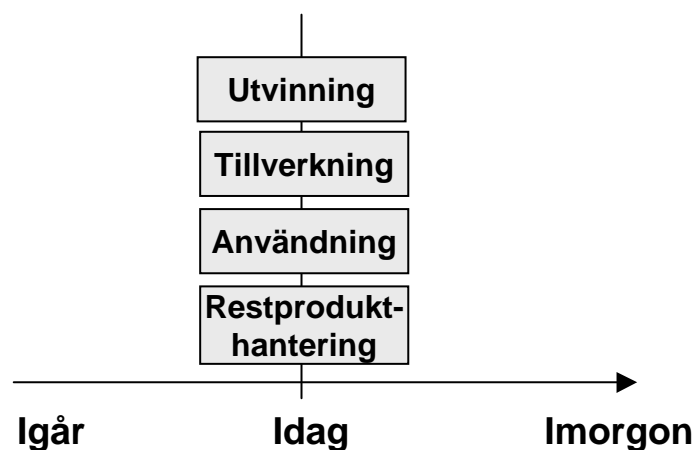 Utvinning
Tillverkning
Användning
Restprodukt-
hantering
Igår Idag Imorgon